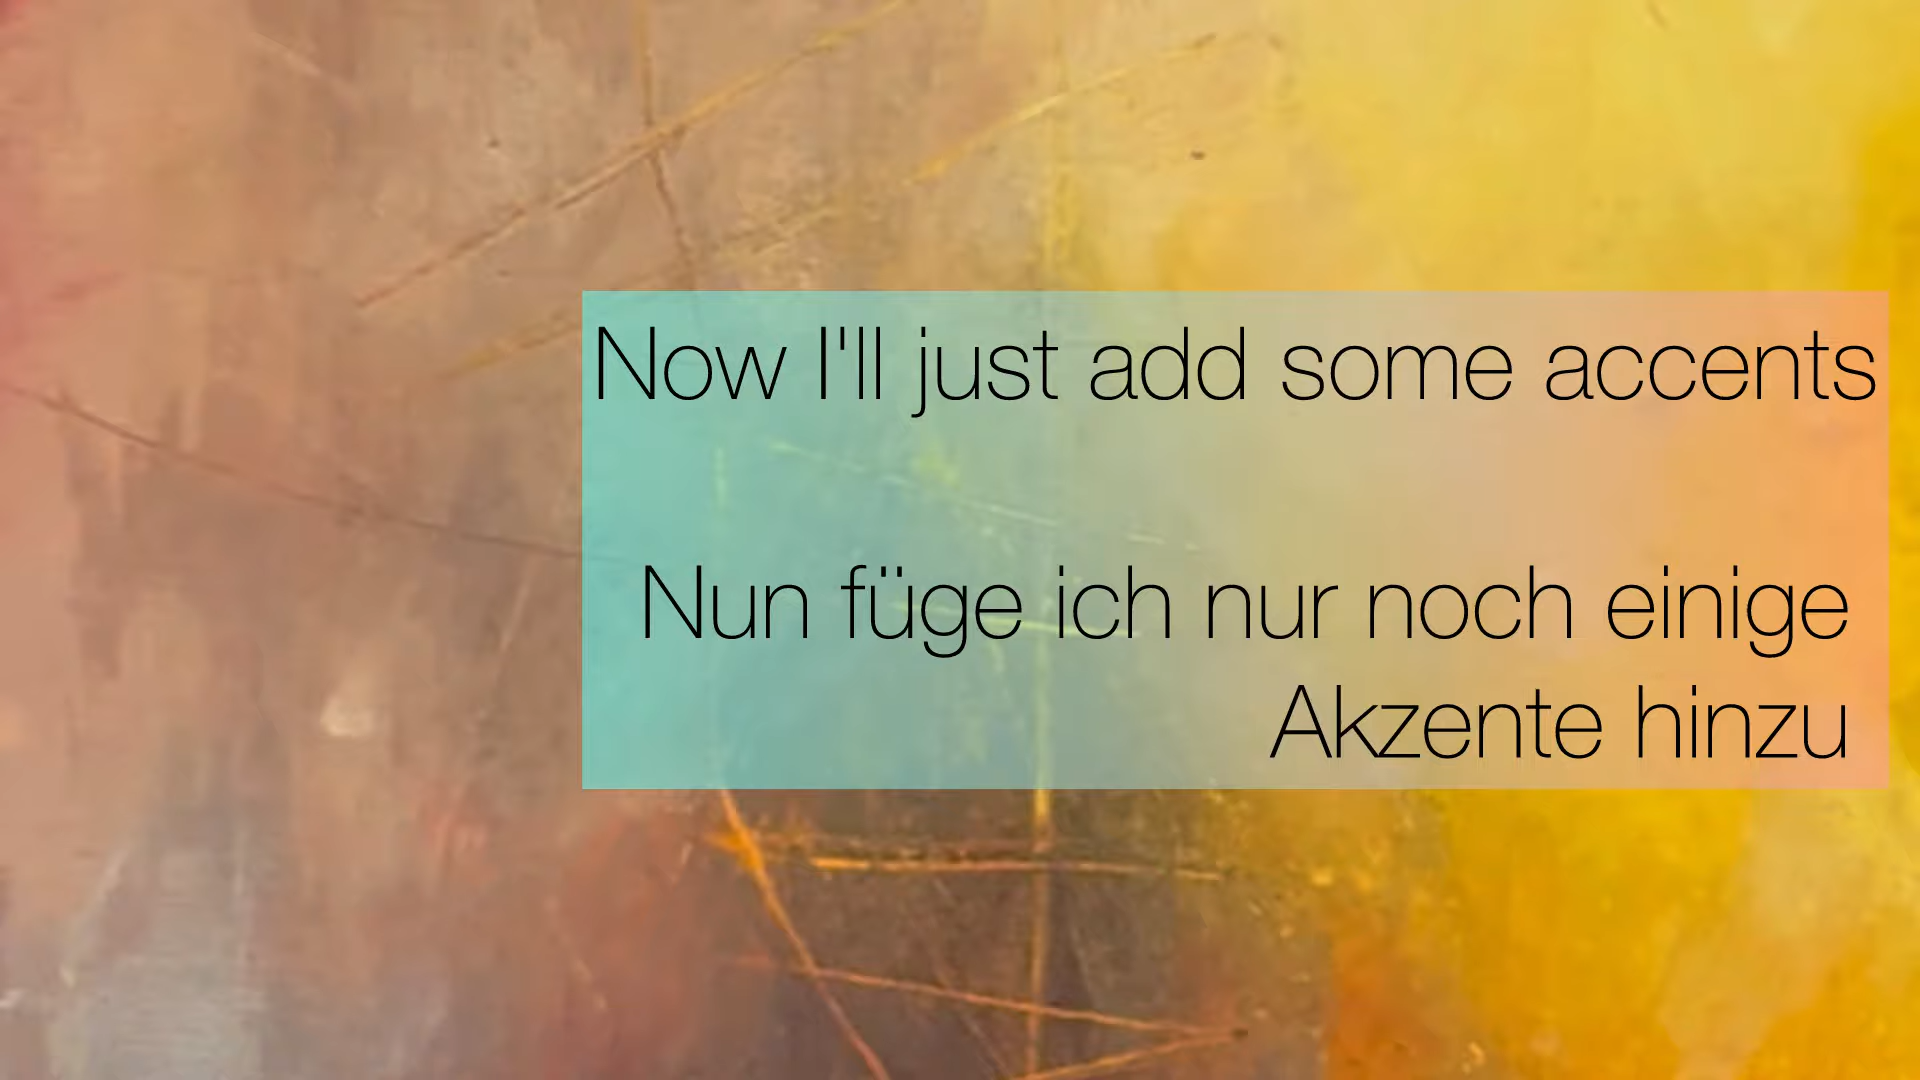 Now I'll just add some accents
Nun füge ich nur noch einige
Akzente hinzu